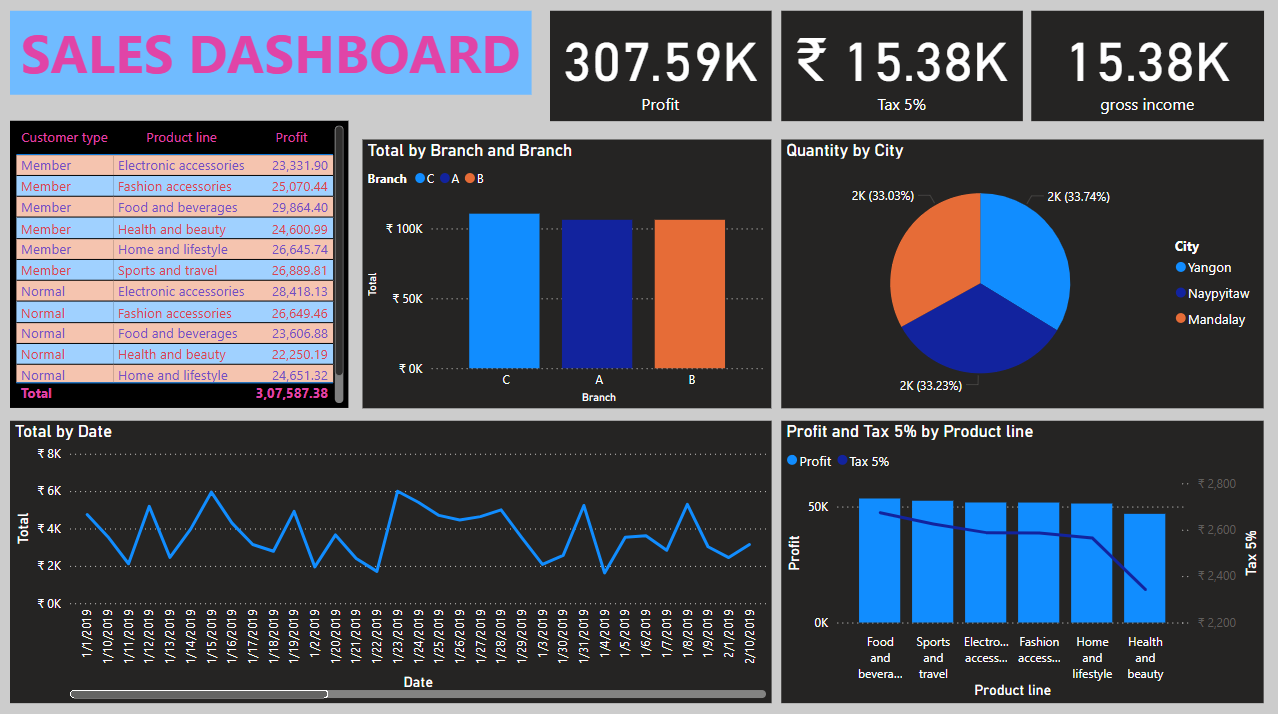 SALES DASHBOARD
307.59K
Profit
₹ 15.38K
Tax 5%
15.38K
gross income
Customer type Product line Profit
Member Electronic accessories 23,331.90
Member Fashion accessories 25,070.44
Member Food and beverages 29,864.40
Member Health and beauty 24,600.99
Member Home and lifestyle 26,645.74
Member Sports and travel 26,889.81
Normal Electronic accessories 28,418.13
Normal Fashion accessories 26,649.46
Normal Food and beverages 23,606.88
Normal Health and beauty 22,250.19
Normal Home and lifestyle 24,651.32
Total 3,07,587.38
Total by Branch and Branch
Branch C A B
₹ 100K
₹ 50K
₹ 0K
Total
C A B
Branch
Quantity by City
2K (33.03%)
2K (33.74%)
2K (33.23%)
City
Yangon
Naypyitaw
Mandalay
Total by Date
₹ 8K
₹ 6K
₹ 4K
₹ 2K
₹ 0K
Total
1/1/2019
1/10/2019
1/11/2019
1/12/2019
1/13/2019
1/14/2019
1/15/2019
1/16/2019
1/17/2019
1/18/2019
1/19/2019
1/2/2019
1/20/2019
1/21/2019
1/22/2019
1/23/2019
1/24/2019
1/25/2019
1/26/2019
1/27/2019
1/28/2019
1/29/2019
1/3/2019
1/30/2019
1/31/2019
1/4/2019
1/5/2019
1/6/2019
1/7/2019
1/8/2019
1/9/2019
2/1/2019
2/10/2019
Date
Profit and Tax 5% by Product line
Profit Tax 5%
50K
0K
Profit
₹ 2,800
₹ 2,600
₹ 2,400
₹ 2,200
Tax 5%
Food
and
bevera...
Sports
and
travel
Electro...
access...
Fashion
access...
Home
and
lifestyle
Health
and
beauty
Product line